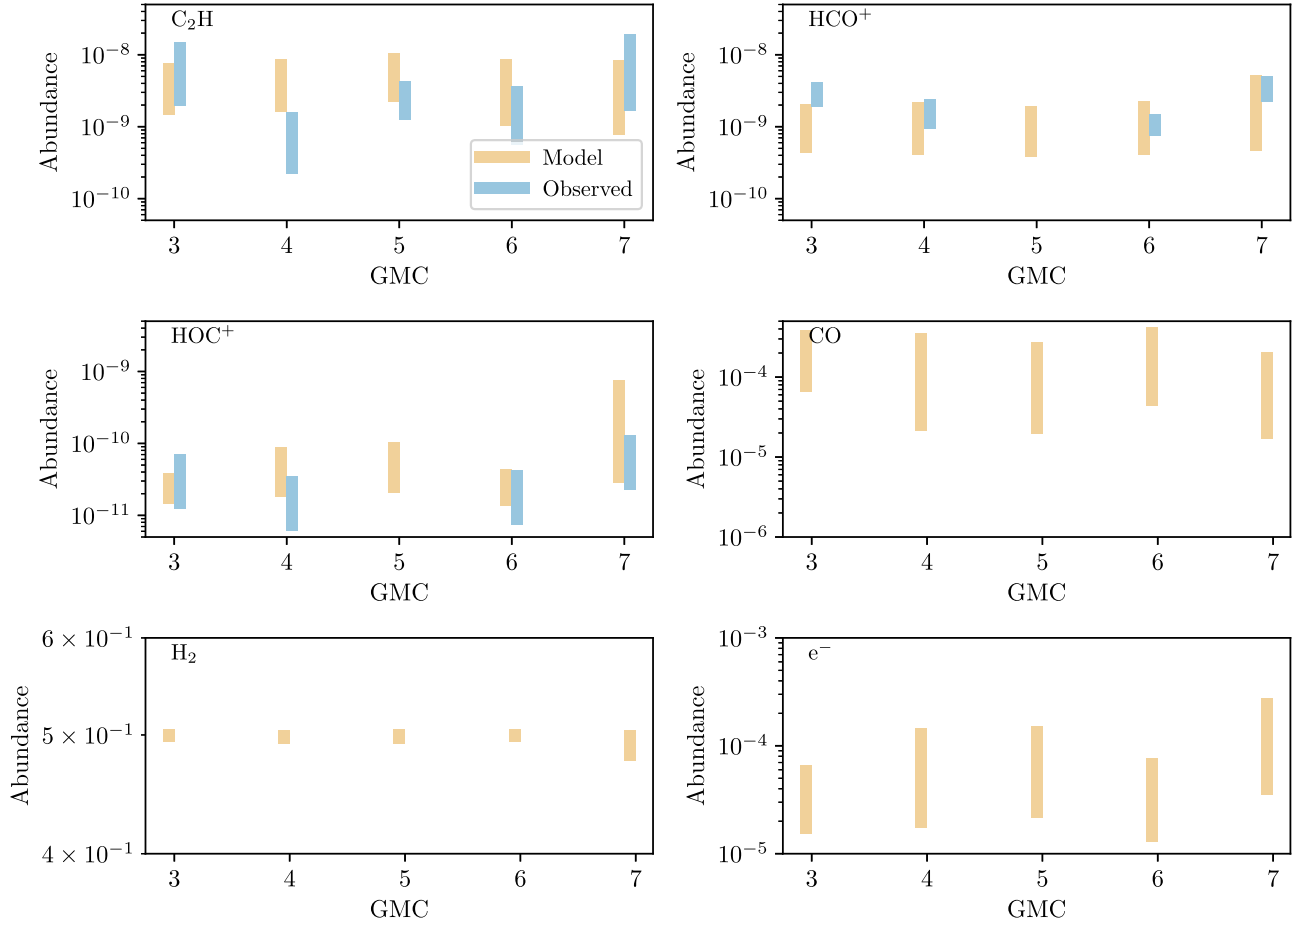 C₂H
Abundance
10⁻⁸
10⁻⁹
10⁻¹⁰
Model
Observed
3 4 5 6 7
GMC
HCO⁺
Abundance
10⁻⁸
10⁻⁹
10⁻¹⁰
3 4 5 6 7
GMC
HOC⁺
Abundance
10⁻⁹
10⁻¹⁰
10⁻¹¹
3 4 5 6 7
GMC
CO
Abundance
10⁻⁴
10⁻⁵
10⁻⁶
3 4 5 6 7
GMC
H₂
Abundance
6 × 10⁻¹
5 × 10⁻¹
4 × 10⁻¹
3 4 5 6 7
GMC
e⁻
Abundance
10⁻³
10⁻⁴
10⁻⁵
3 4 5 6 7
GMC